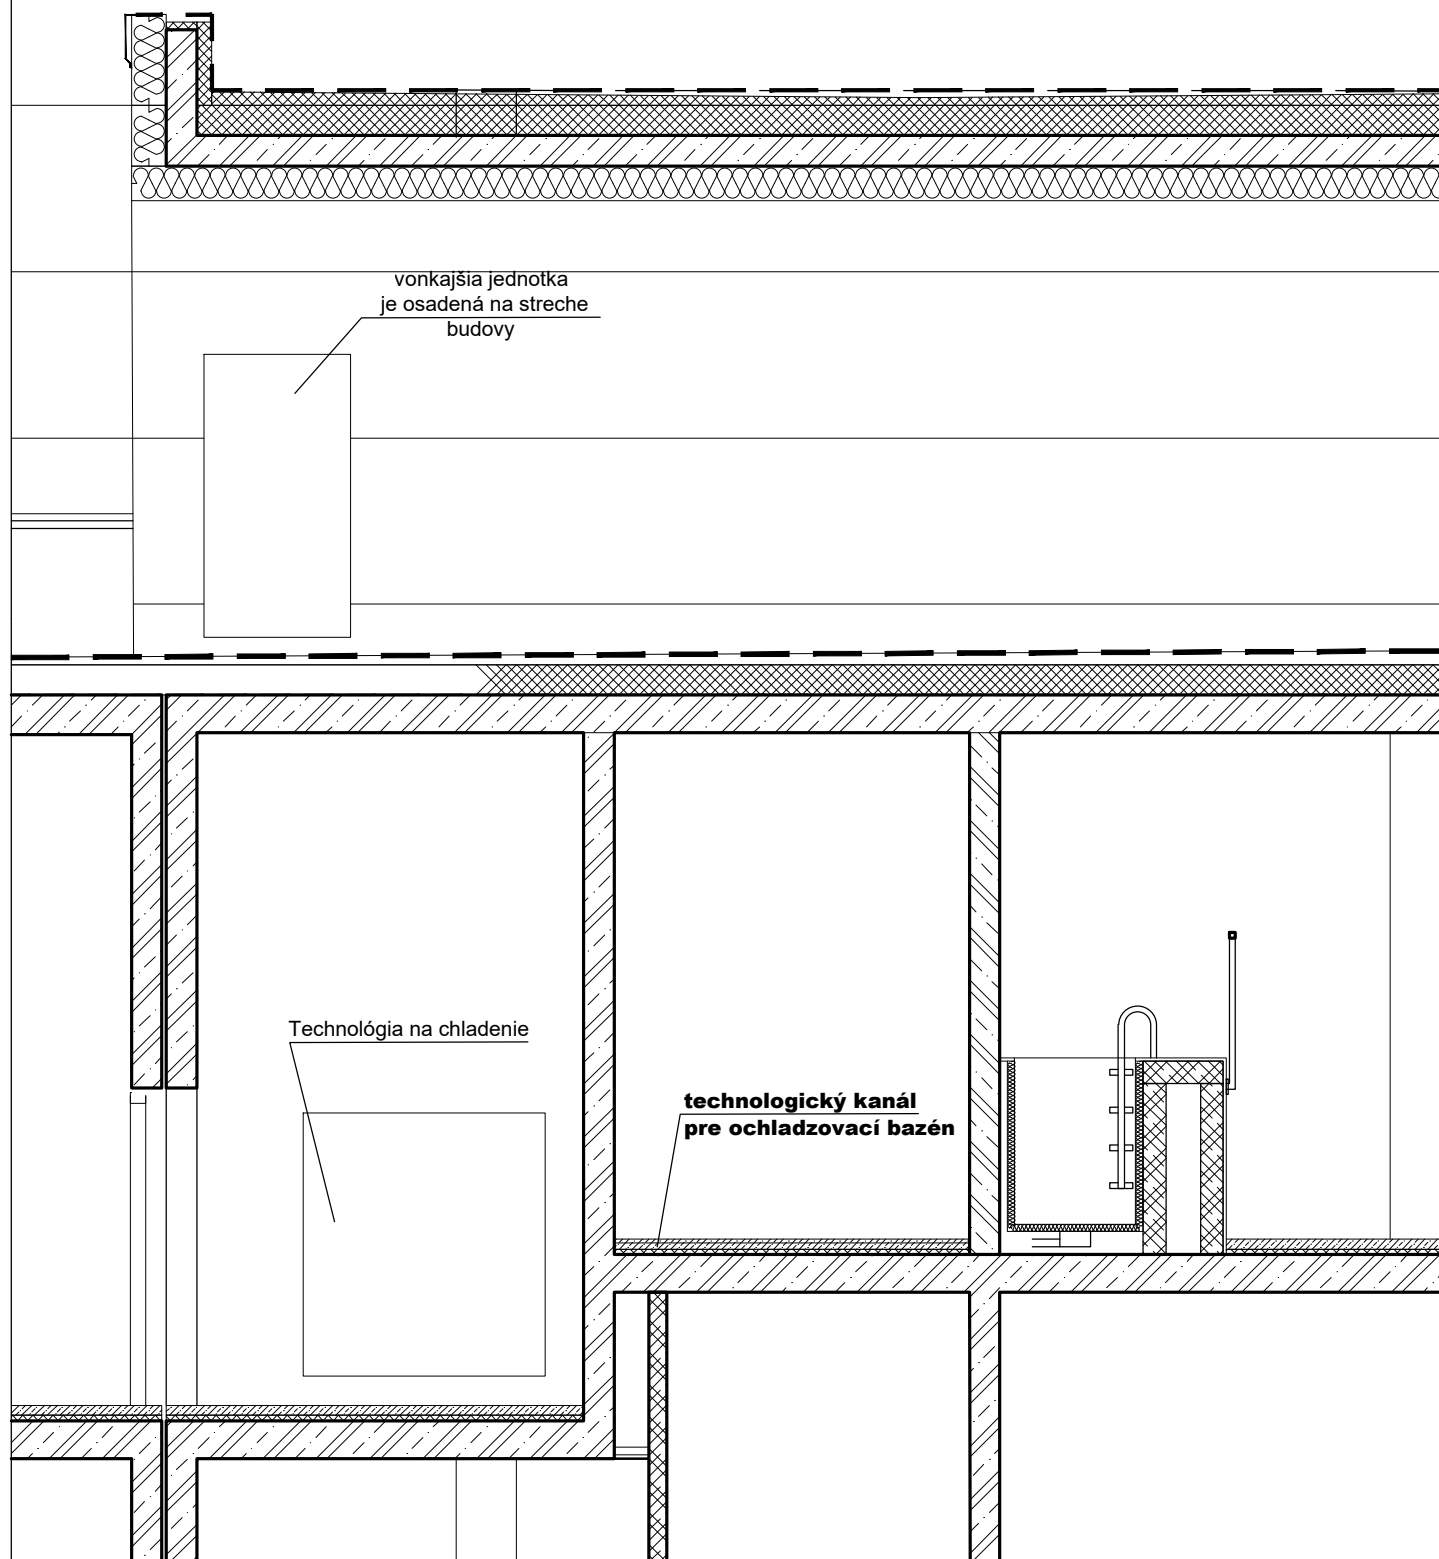 vonkajšia jednotka
je osadená na streche
budovy
Technológia na chladenie
technologický kanál
pre ochladzovací bazén